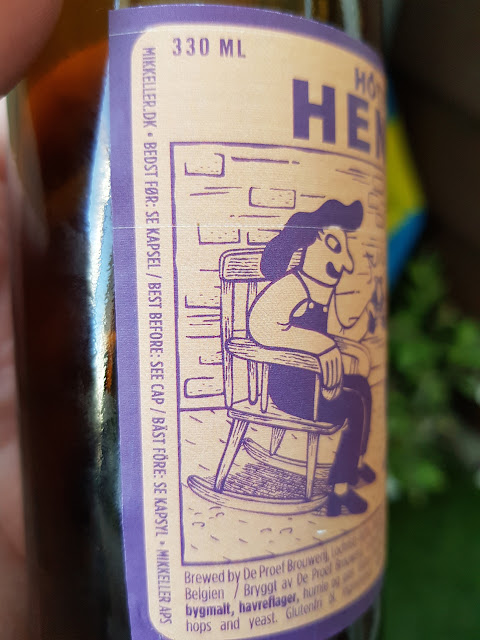 330 ML
HEN
MIKKELLER.DK • BEDST FØR: SE KAPSEL / BEST BEFORE: SEE CAP / BÄST FÖRE: SE KAPSYL • MIKKELLER APS
Brewed by De Proef Brouwerij,
Belgien / Bryggt av De Proef
bygmalt, havreflager, humle og
hops and yeast. Glutenfri